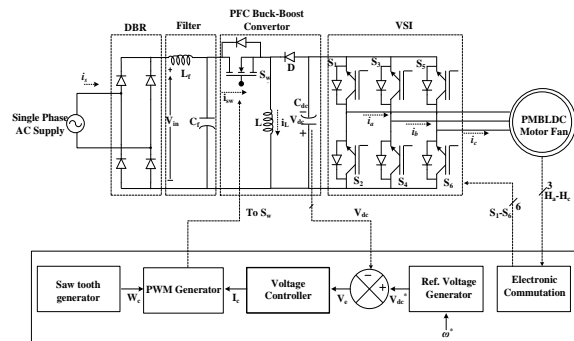 PFC Buck-Boost
Convertor
DBR
Filter
VSI
i_s
L_f
S_w
D
S_1
S_3
S_5
Single Phase
AC Supply
V_in
C_f
i_sw
L
i_L
C_dc
V_dc
i_a
i_b
i_c
PMBLDC
Motor Fan
S_2
S_4
S_6
To S_w
V_dc
S_1-S_6
6
3
H_a-H_c
Saw tooth
generator
W_c
PWM Generator
I_c
Voltage
Controller
V_e
− +
V_dc*
Ref. Voltage
Generator
ω*
Electronic
Commutation